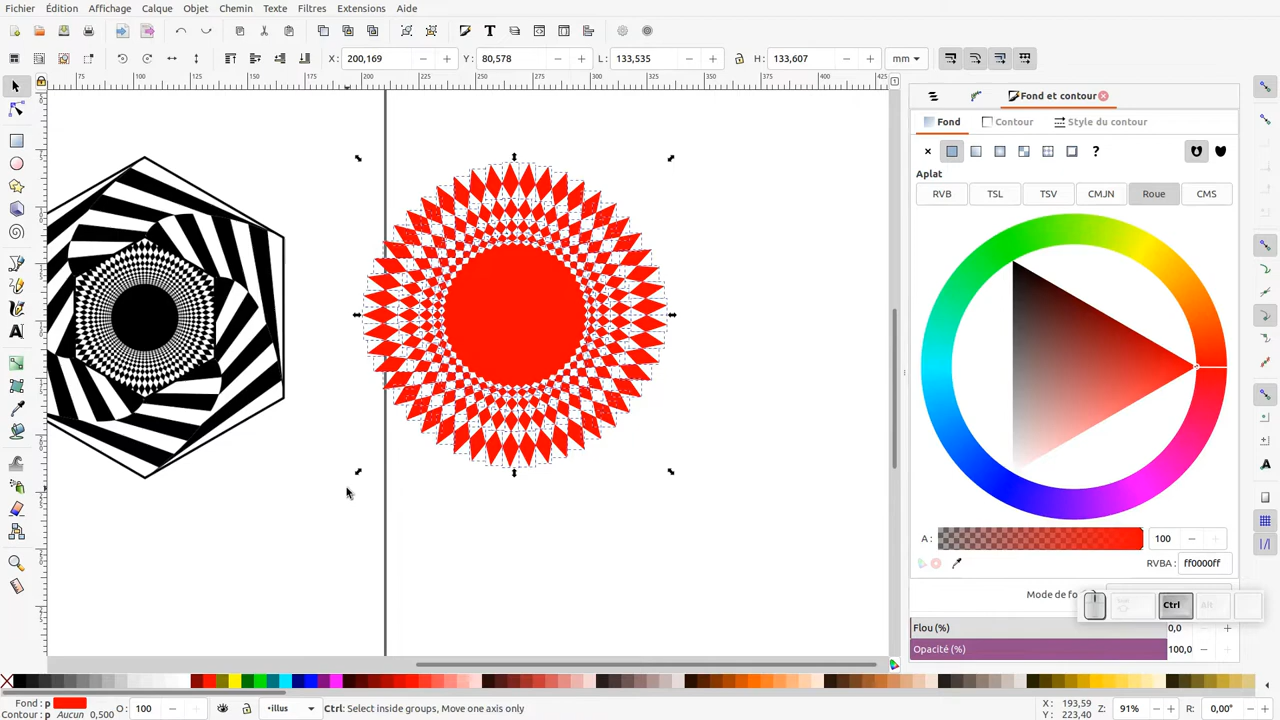 Fichier Édition Affichage Calque Objet Chemin Texte Filtres Extensions Aide
X: 200,169 Y: 80,578 L: 133,535 H: 133,607 mm
Fond et contour
Fond Contour Style du contour
Aplat
RVB TSL TSV CMJN Roue CMS
A : 100
RVBA : ff0000ff
Mode de fo
Ctrl Alt
Flou (%) 0,0
Opacité (%) 100,0
Fond : p
Contour : p Aucun 0,500 O: 100 •illus Ctrl: Select inside groups, Move one axis only X: 193,59 Y: 223,40 Z: 91% R: 0,00°